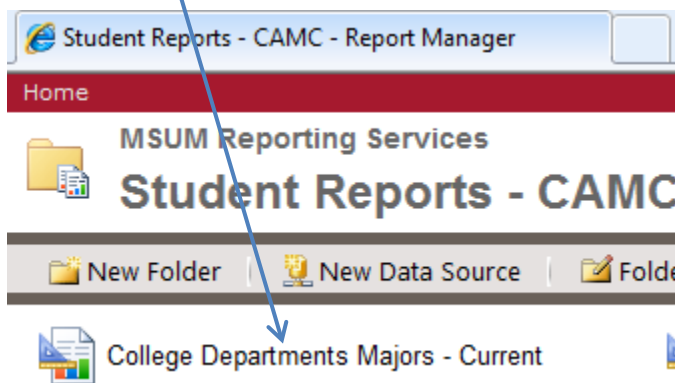 Student Reports - CAMC - Report Manager
Home
MSUM Reporting Services
Student Reports - CAMC
New Folder | New Data Source | Folde
College Departments Majors - Current